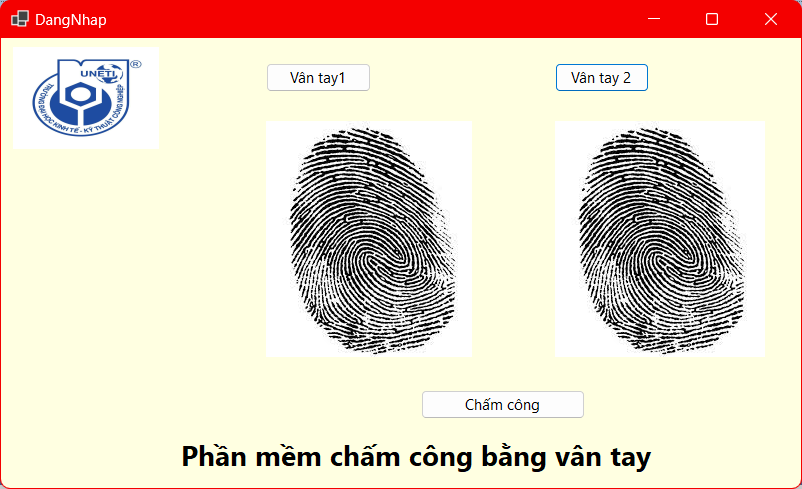 DangNhap
UNETI
®
TRƯỜNG ĐẠI HỌC KINH TẾ - KỸ THUẬT CÔNG NGHIỆP
Vân tay1
Vân tay 2
Chấm công
Phần mềm chấm công bằng vân tay